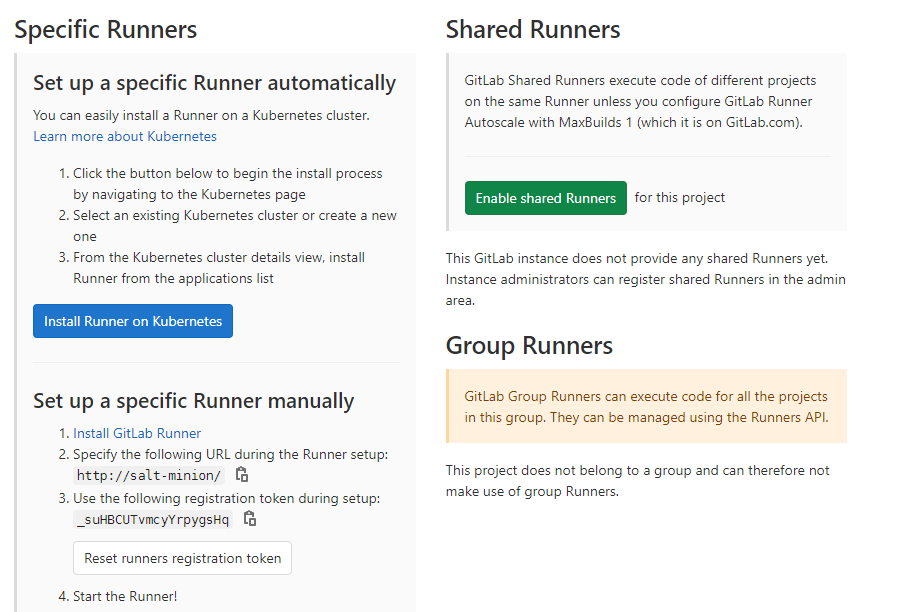 Specific Runners
Set up a specific Runner automatically
You can easily install a Runner on a Kubernetes cluster.
Learn more about Kubernetes
1. Click the button below to begin the install process
by navigating to the Kubernetes page
2. Select an existing Kubernetes cluster or create a new
one
3. From the Kubernetes cluster details view, install
Runner from the applications list
Install Runner on Kubernetes
Set up a specific Runner manually
1. Install GitLab Runner
2. Specify the following URL during the Runner setup:
http://salt-minion/
3. Use the following registration token during setup:
_suHBCUTvmcyYrpygsHq
Reset runners registration token
4. Start the Runner!
Shared Runners
GitLab Shared Runners execute code of different projects
on the same Runner unless you configure GitLab Runner
Autoscale with MaxBuilds 1 (which it is on GitLab.com).
Enable shared Runners for this project
This GitLab instance does not provide any shared Runners yet.
Instance administrators can register shared Runners in the admin
area.
Group Runners
GitLab Group Runners can execute code for all the projects
in this group. They can be managed using the Runners API.
This project does not belong to a group and can therefore not
make use of group Runners.